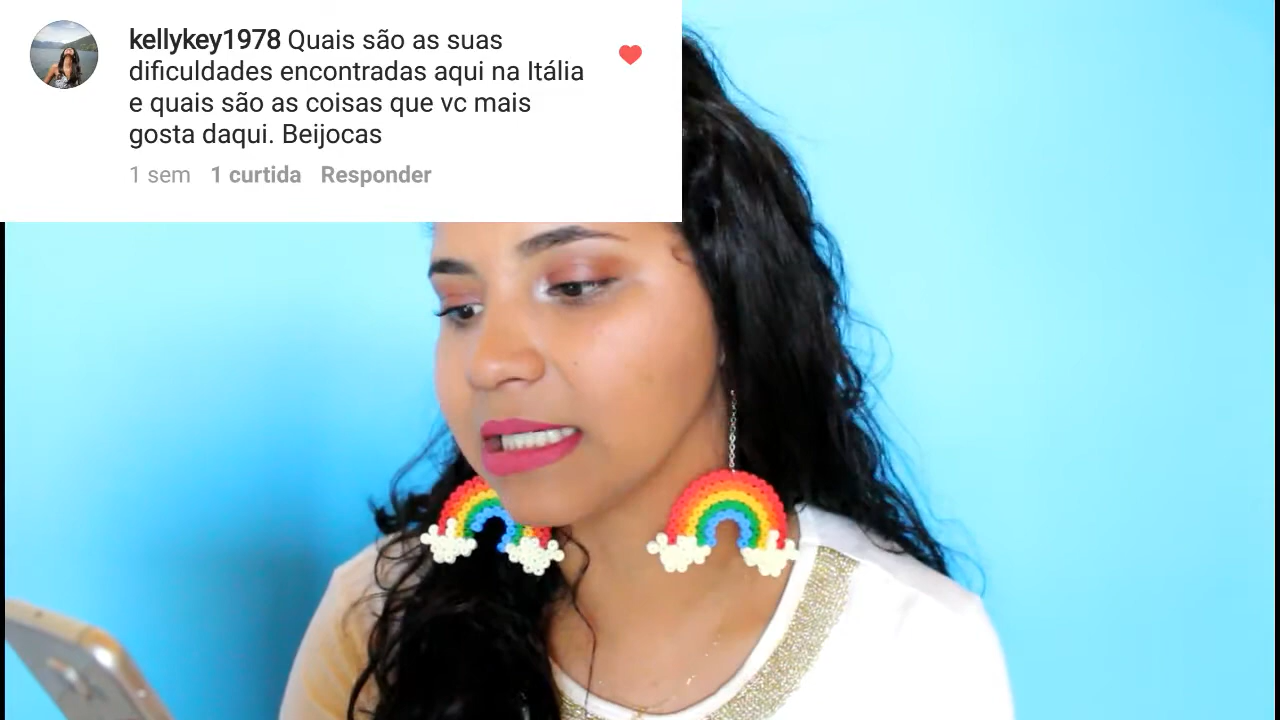 kellykey1978 Quais são as suas
dificuldades encontradas aqui na Itália
e quais são as coisas que vc mais
gosta daqui. Beijocas
1 sem 1 curtida Responder